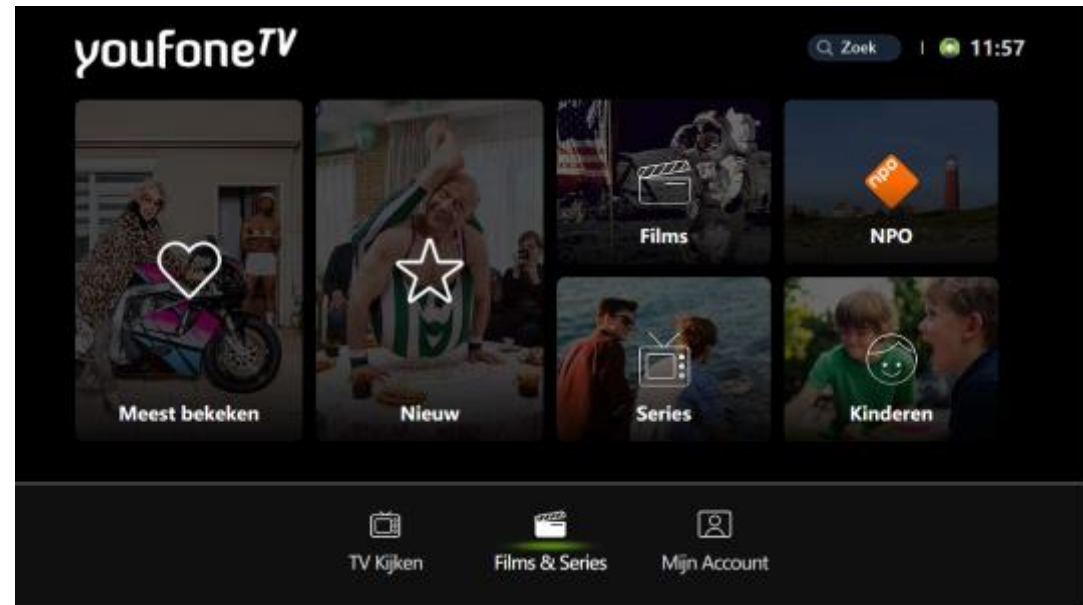 youfoneTV
Zoek
11:57
Films
npo
NPO
Meest bekeken
Nieuw
Series
Kinderen
TV Kijken
Films & Series
Mijn Account